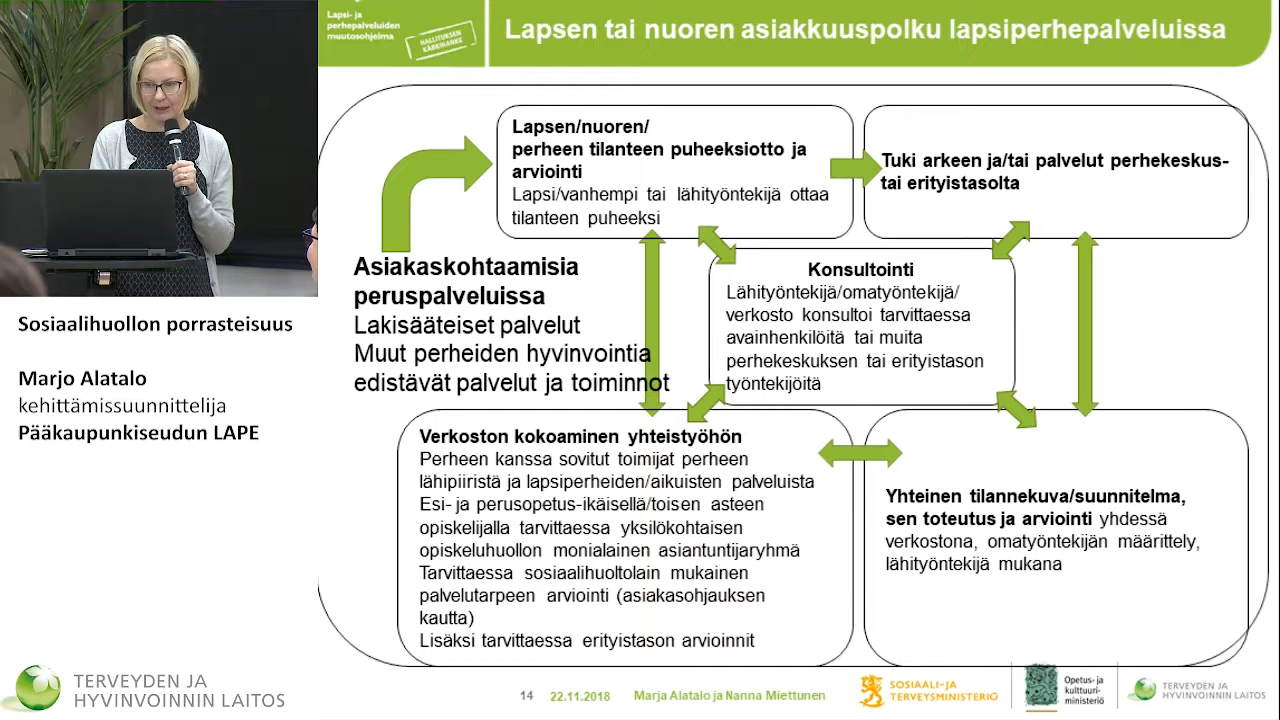 Lapsi- ja
perhepalveluiden
muutosohjelma
HALLITUKSEN
KÄRKIHANKE
Lapsen tai nuoren asiakkuuspolku lapsiperhepalveluissa
Lapsen/nuoren/
perheen tilanteen puheeksiotto ja
arviointi
Lapsi/vanhempi tai lähityöntekijä ottaa
tilanteen puheeksi
Tuki arkeen ja/tai palvelut perhekeskus-
tai erityistasolta
Asiakaskohtaamisia
peruspalveluissa
Lakisääteiset palvelut
Muut perheiden hyvinvointia
edistävät palvelut ja toiminnot
Konsultointi
Lähityöntekijä/omatyöntekijä/
verkosto konsultoi tarvittaessa
avainhenkilöitä tai muita
perhekeskuksen tai erityistason
työntekijöitä
Verkoston kokoaminen yhteistyöhön
Perheen kanssa sovitut toimijat perheen
lähipiiristä ja lapsiperheiden/aikuisten palveluista
Esi- ja perusopetus-ikäisellä/toisen asteen
opiskelijalla tarvittaessa yksilökohtaisen
opiskeluhuollon monialainen asiantuntijaryhmä
Tarvittaessa sosiaalihuoltolain mukainen
palvelutarpeen arviointi (asiakasohjauksen
kautta)
Lisäksi tarvittaessa erityistason arvioinnit
Yhteinen tilannekuva/suunnitelma,
sen toteutus ja arviointi yhdessä
verkostona, omatyöntekijän määrittely,
lähityöntekijä mukana
Sosiaalihuollon porrasteisuus
Marjo Alatalo
kehittämissuunnittelija
Pääkaupunkiseudun LAPE
TERVEYDEN JA
HYVINVOINNIN LAITOS
14 22.11.2018 Marja Alatalo ja Nanna Miettunen
SOSIAALI- JA
TERVEYSMINISTERIÖ
Opetus- ja
kulttuuri-
ministeriö
TERVEYDEN JA
HYVINVOINNIN LAITOS